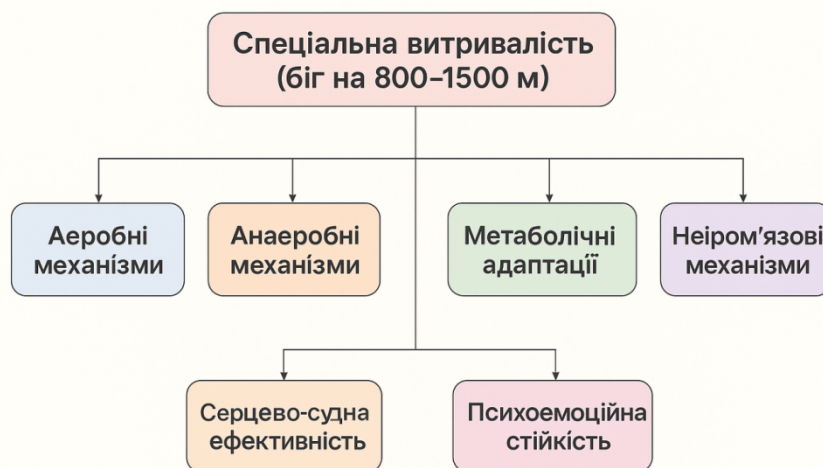 Спеціальна витривалість
(біг на 800–1500 м)
Аеробні
механізми
Анаеробні
механізми
Метаболічні
адаптації
Неіром'язові
механізми
Серцево-судна
ефективність
Психоемоційна
стійкість